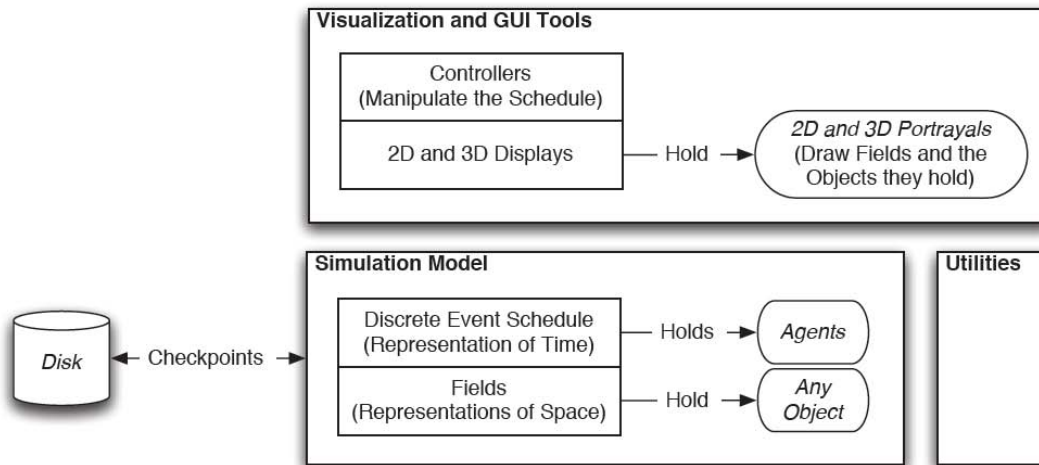 Visualization and GUI Tools
Controllers
(Manipulate the Schedule)
2D and 3D Displays
Hold
2D and 3D Portrayals
(Draw Fields and the
Objects they hold)
Simulation Model
Discrete Event Schedule
(Representation of Time)
Holds
Agents
Fields
(Representations of Space)
Hold
Any
Object
Disk
Checkpoints
Utilities